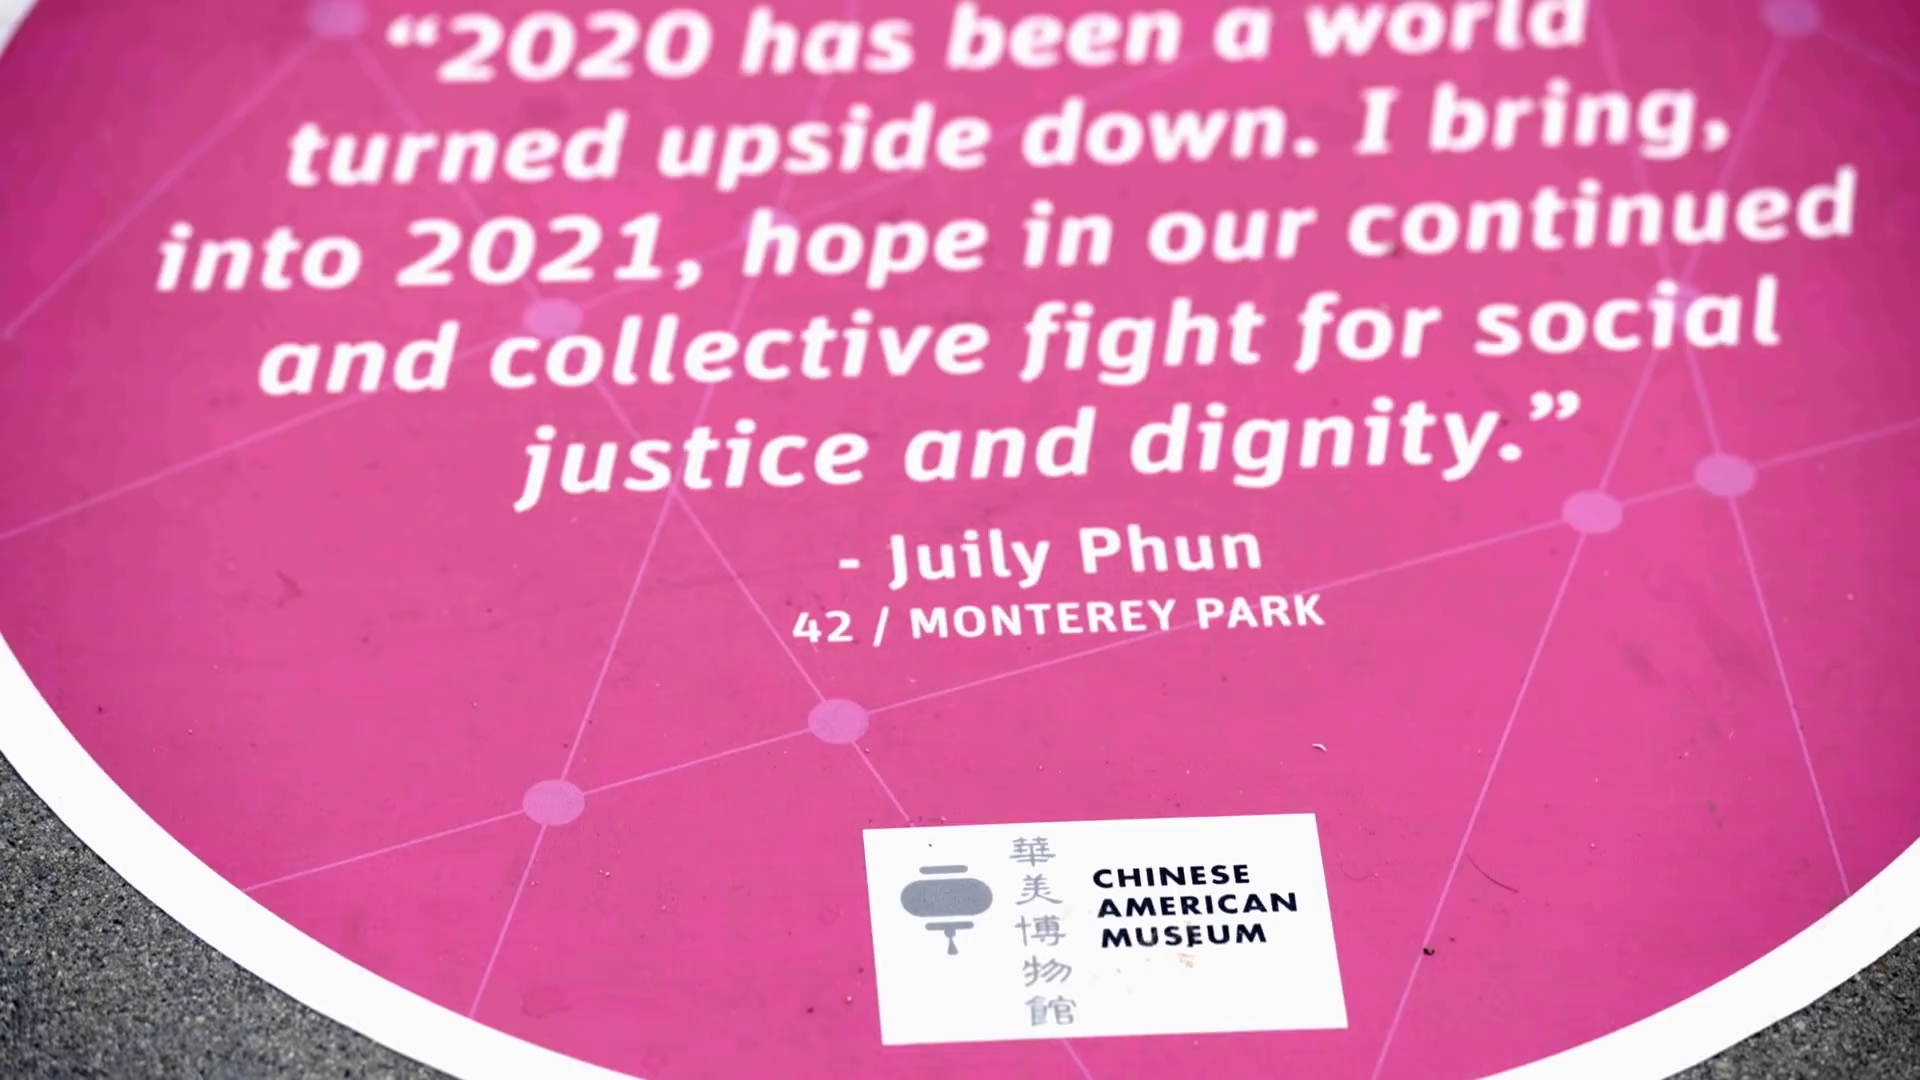 “2020 has been a world
turned upside down. I bring,
into 2021, hope in our continued
and collective fight for social
justice and dignity.”
- Juily Phun
42 / MONTEREY PARK
華美博物館
CHINESE
AMERICAN
MUSEUM